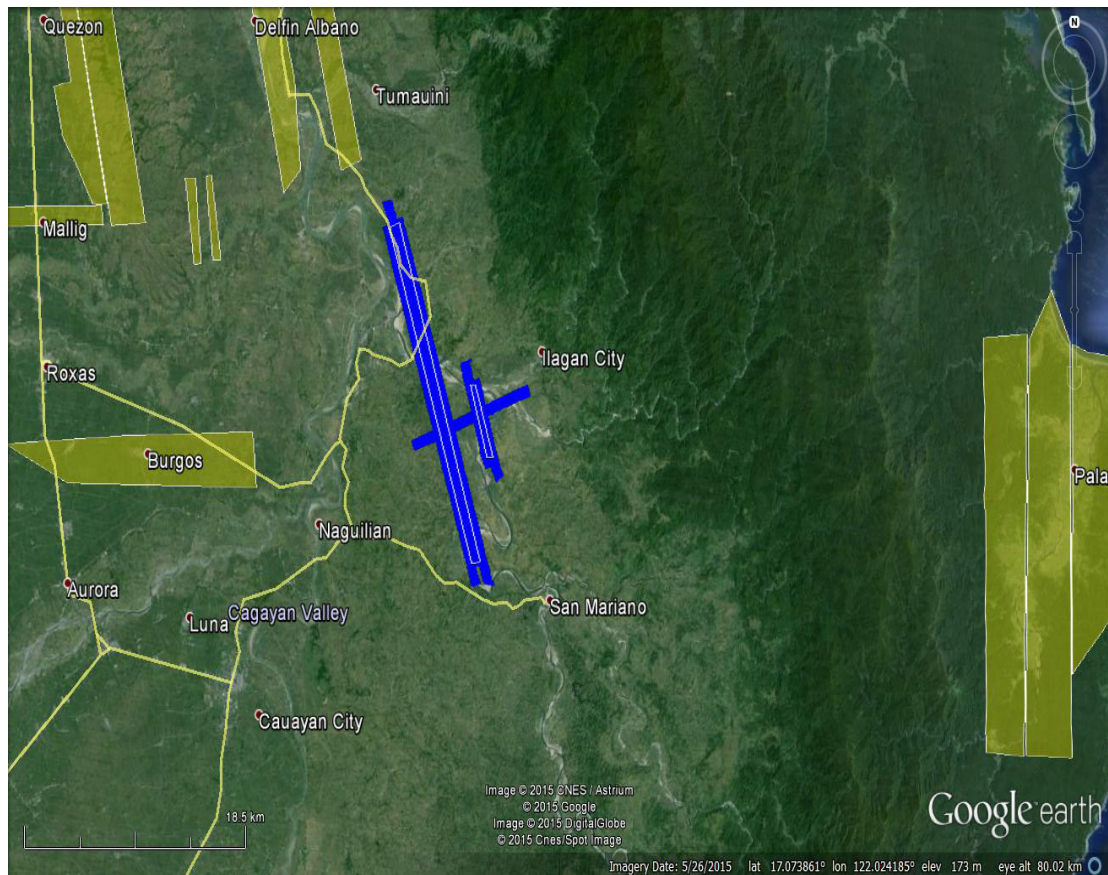 Quezon
Delfin Albano
N
Tumauini
Mallig
Ilagan City
Roxas
Burgos
Pala
Naguilian
Aurora
San Mariano
Luna
Cagayan Valley
Cauayan City
Image © 2015 CNES / Astrium
© 2015 Google
Image © 2015 DigitalGlobe
© 2015 Cnes/Spot Image
18.5 km
Google earth
Imagery Date: 5/26/2015 lat 17.073861° lon 122.024185° elev 173 m eye alt 80.02 km